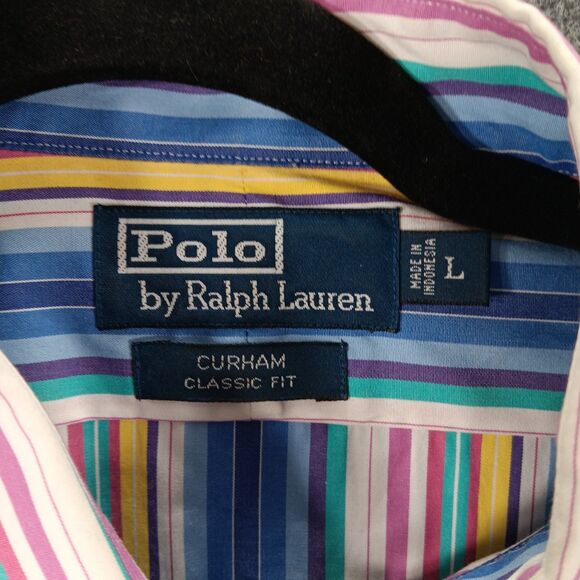 Polo
by Ralph Lauren
MADE IN
INDONESIA
L
CURHAM
CLASSIC FIT